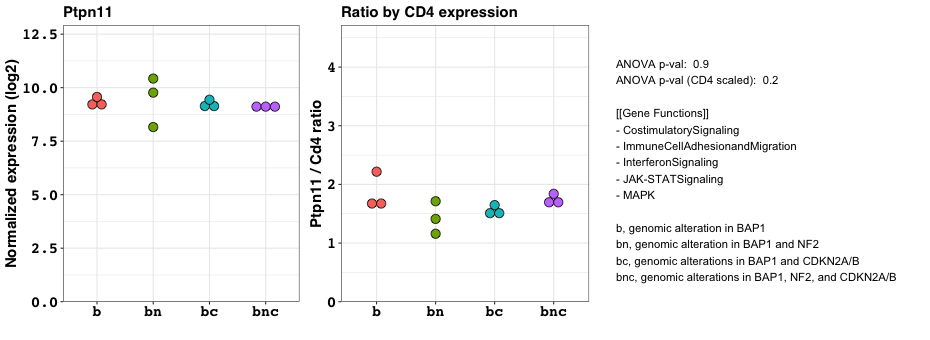 Ptpn11
Normalized expression (log2)
12.5
10.0
7.5
5.0
2.5
0.0
b
bn
bc
bnc
Ratio by CD4 expression
Ptpn11 / Cd4 ratio
4
3
2
1
0
b
bn
bc
bnc
ANOVA p-val:  0.9
ANOVA p-val (CD4 scaled):  0.2
[[Gene Functions]]
- CostimulatorySignaling
- ImmuneCellAdhesionandMigration
- InterferonSignaling
- JAK-STATSignaling
- MAPK
b, genomic alteration in BAP1
bn, genomic alteration in BAP1 and NF2
bc, genomic alterations in BAP1 and CDKN2A/B
bnc, genomic alterations in BAP1, NF2, and CDKN2A/B